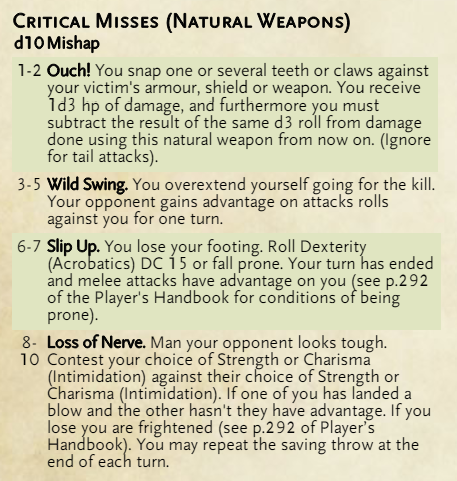 CRITICAL MISSES (NATURAL WEAPONS)
d10 Mishap
1-2 Ouch! You snap one or several teeth or claws against
your victim's armour, shield or weapon. You receive
1d3 hp of damage, and furthermore you must
subtract the result of the same d3 roll from damage
done using this natural weapon from now on. (Ignore
for tail attacks).
3-5 Wild Swing. You overextend yourself going for the kill.
Your opponent gains advantage on attacks rolls
against you for one turn.
6-7 Slip Up. You lose your footing. Roll Dexterity
(Acrobatics) DC 15 or fall prone. Your turn has ended
and melee attacks have advantage on you (see p.292
of the Player's Handbook for conditions of being
prone).
8- Loss of Nerve. Man your opponent looks tough.
10 Contest your choice of Strength or Charisma
(Intimidation) against their choice of Strength or
Charisma (Intimidation). If one of you has landed a
blow and the other hasn't they have advantage. If you
lose you are frightened (see p.292 of Player's
Handbook). You may repeat the saving throw at the
end of each turn.